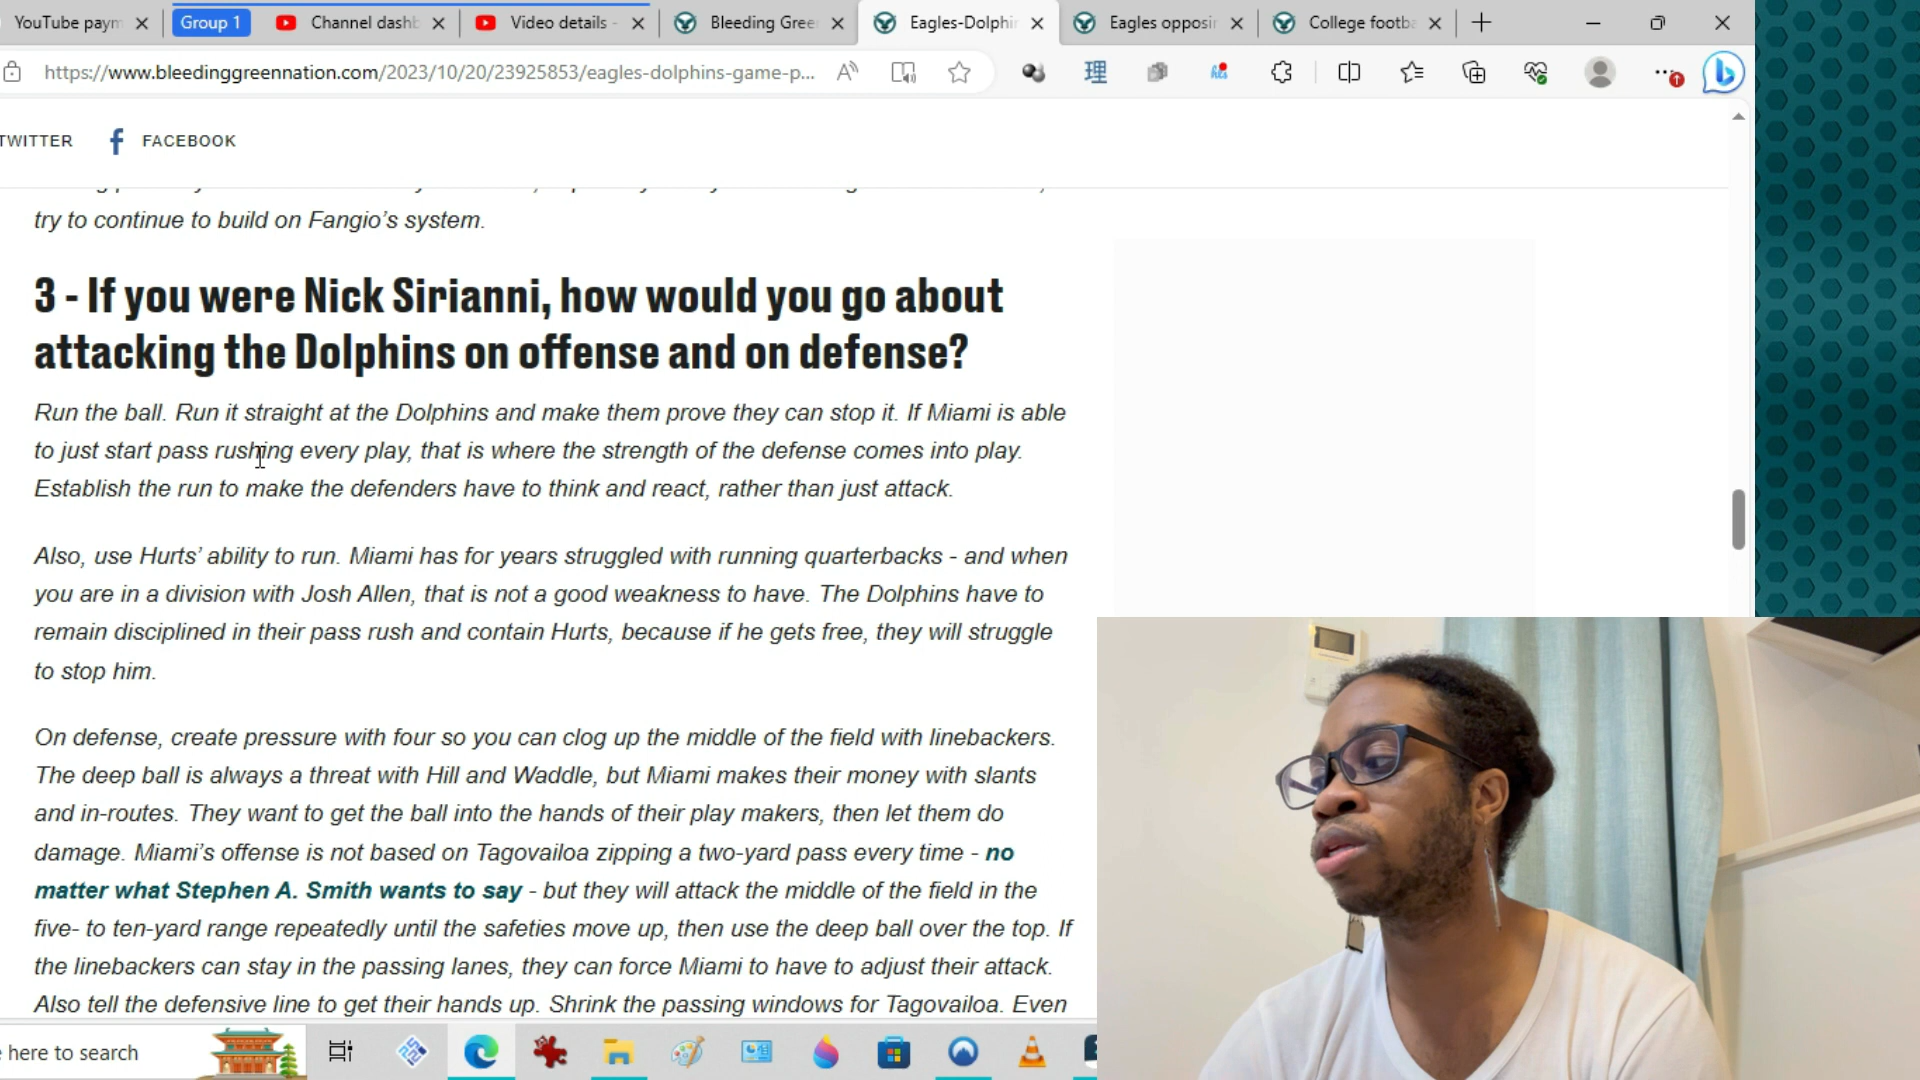 YouTube paym
Group 1
Channel dashb
Video details -
Bleeding Gree
Eagles-Dolphi
Eagles opposi
College footba
https://www.bleedinggreennation.com/2023/10/20/23925853/eagles-dolphins-game-p...
TWITTER
FACEBOOK
try to continue to build on Fangio’s system.
3 - If you were Nick Sirianni, how would you go about
attacking the Dolphins on offense and on defense?
Run the ball. Run it straight at the Dolphins and make them prove they can stop it. If Miami is able
to just start pass rushing every play, that is where the strength of the defense comes into play.
Establish the run to make the defenders have to think and react, rather than just attack.
Also, use Hurts’ ability to run. Miami has for years struggled with running quarterbacks - and when
you are in a division with Josh Allen, that is not a good weakness to have. The Dolphins have to
remain disciplined in their pass rush and contain Hurts, because if he gets free, they will struggle
to stop him.
On defense, create pressure with four so you can clog up the middle of the field with linebackers.
The deep ball is always a threat with Hill and Waddle, but Miami makes their money with slants
and in-routes. They want to get the ball into the hands of their play makers, then let them do
damage. Miami’s offense is not based on Tagovailoa zipping a two-yard pass every time - no
matter what Stephen A. Smith wants to say - but they will attack the middle of the field in the
five- to ten-yard range repeatedly until the safeties move up, then use the deep ball over the top. If
the linebackers can stay in the passing lanes, they can force Miami to have to adjust their attack.
Also tell the defensive line to get their hands up. Shrink the passing windows for Tagovailoa. Even
here to search